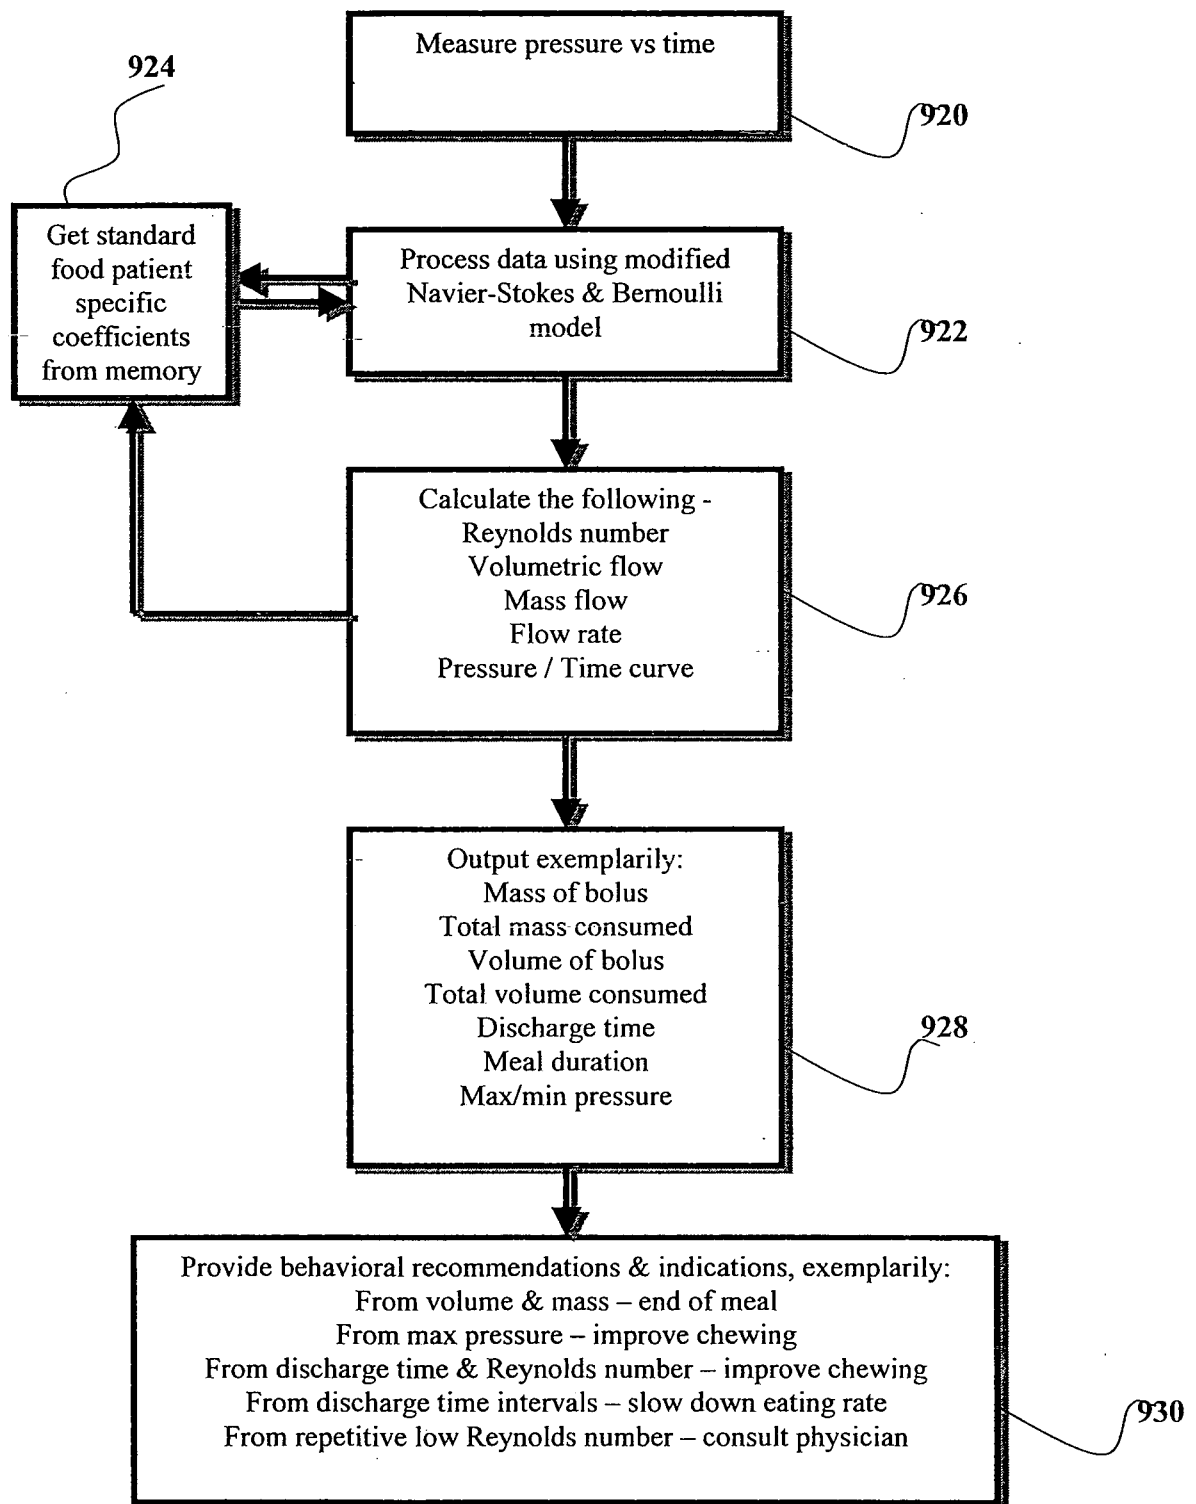 Measure pressure vs time
920
924
Get standard
food patient
specific
coefficients
from memory
Process data using modified
Navier-Stokes & Bernoulli
model
922
Calculate the following -
Reynolds number
Volumetric flow
Mass flow
Flow rate
Pressure / Time curve
926
Output exemplarily:
Mass of bolus
Total mass consumed
Volume of bolus
Total volume consumed
Discharge time
Meal duration
Max/min pressure
928
Provide behavioral recommendations & indications, exemplarily:
From volume & mass – end of meal
From max pressure – improve chewing
From discharge time & Reynolds number – improve chewing
From discharge time intervals – slow down eating rate
From repetitive low Reynolds number – consult physician
930